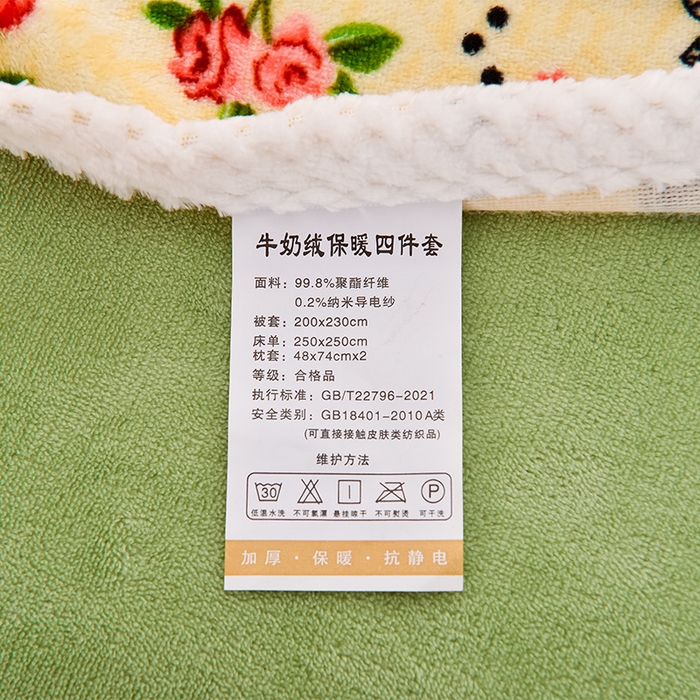 牛奶绒保暖四件套
面料：99.8%聚酯纤维
0.2%纳米导电纱
被套：200x230cm
床单：250x250cm
枕套：48x74cmx2
等级：合格品
执行标准：GB/T22796-2021
安全类别：GB18401-2010A类
(可直接接触皮肤类纺织品)
维护方法
30 P
低温水洗 不可氯漂 悬挂晾干 不可熨烫 可干洗
加厚·保暖·抗静电